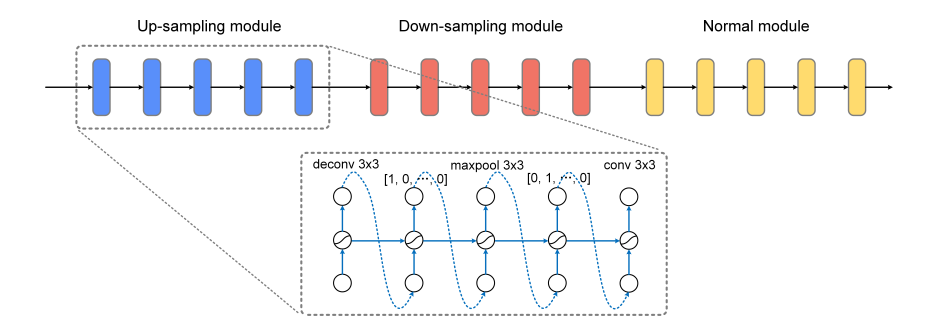 Up-sampling module
Down-sampling module
Normal module
deconv 3x3
maxpool 3x3
conv 3x3
[1, 0, ..., 0]
[0, 1, ..., 0]